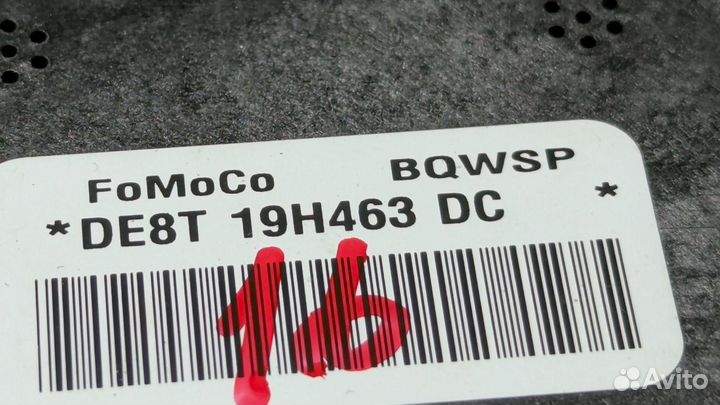 FoMoCo BQWSP
*DE8T 19H463 DC *
16
Avito